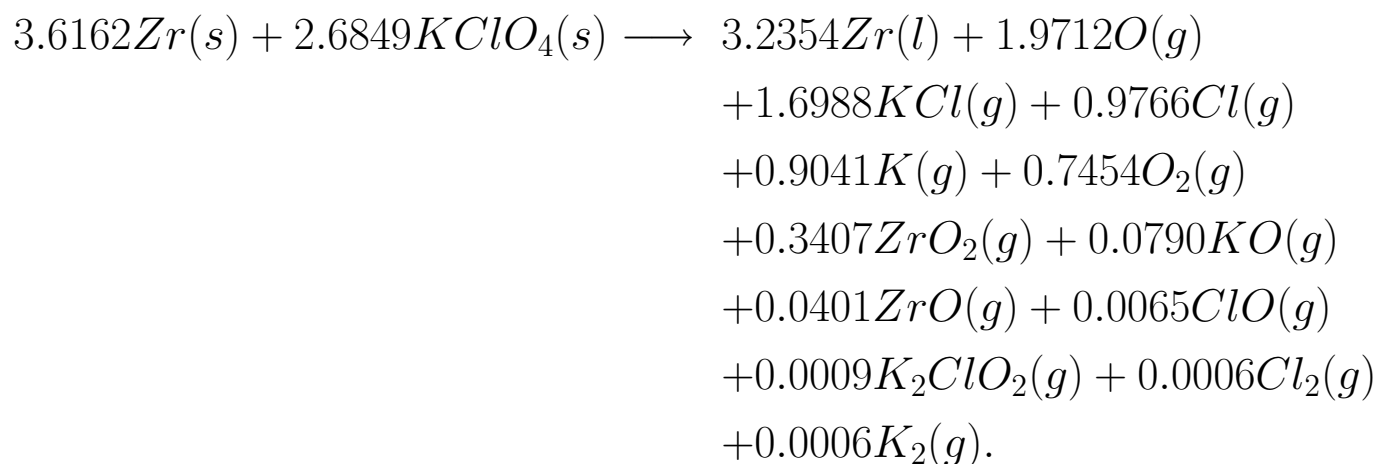 3.6162Zr(s) + 2.6849KClO₄(s) ⟶ 3.2354Zr(l) + 1.9712O(g)
+1.6988KCl(g) + 0.9766Cl(g)
+0.9041K(g) + 0.7454O₂(g)
+0.3407ZrO₂(g) + 0.0790KO(g)
+0.0401ZrO(g) + 0.0065ClO(g)
+0.0009K₂ClO₂(g) + 0.0006Cl₂(g)
+0.0006K₂(g).